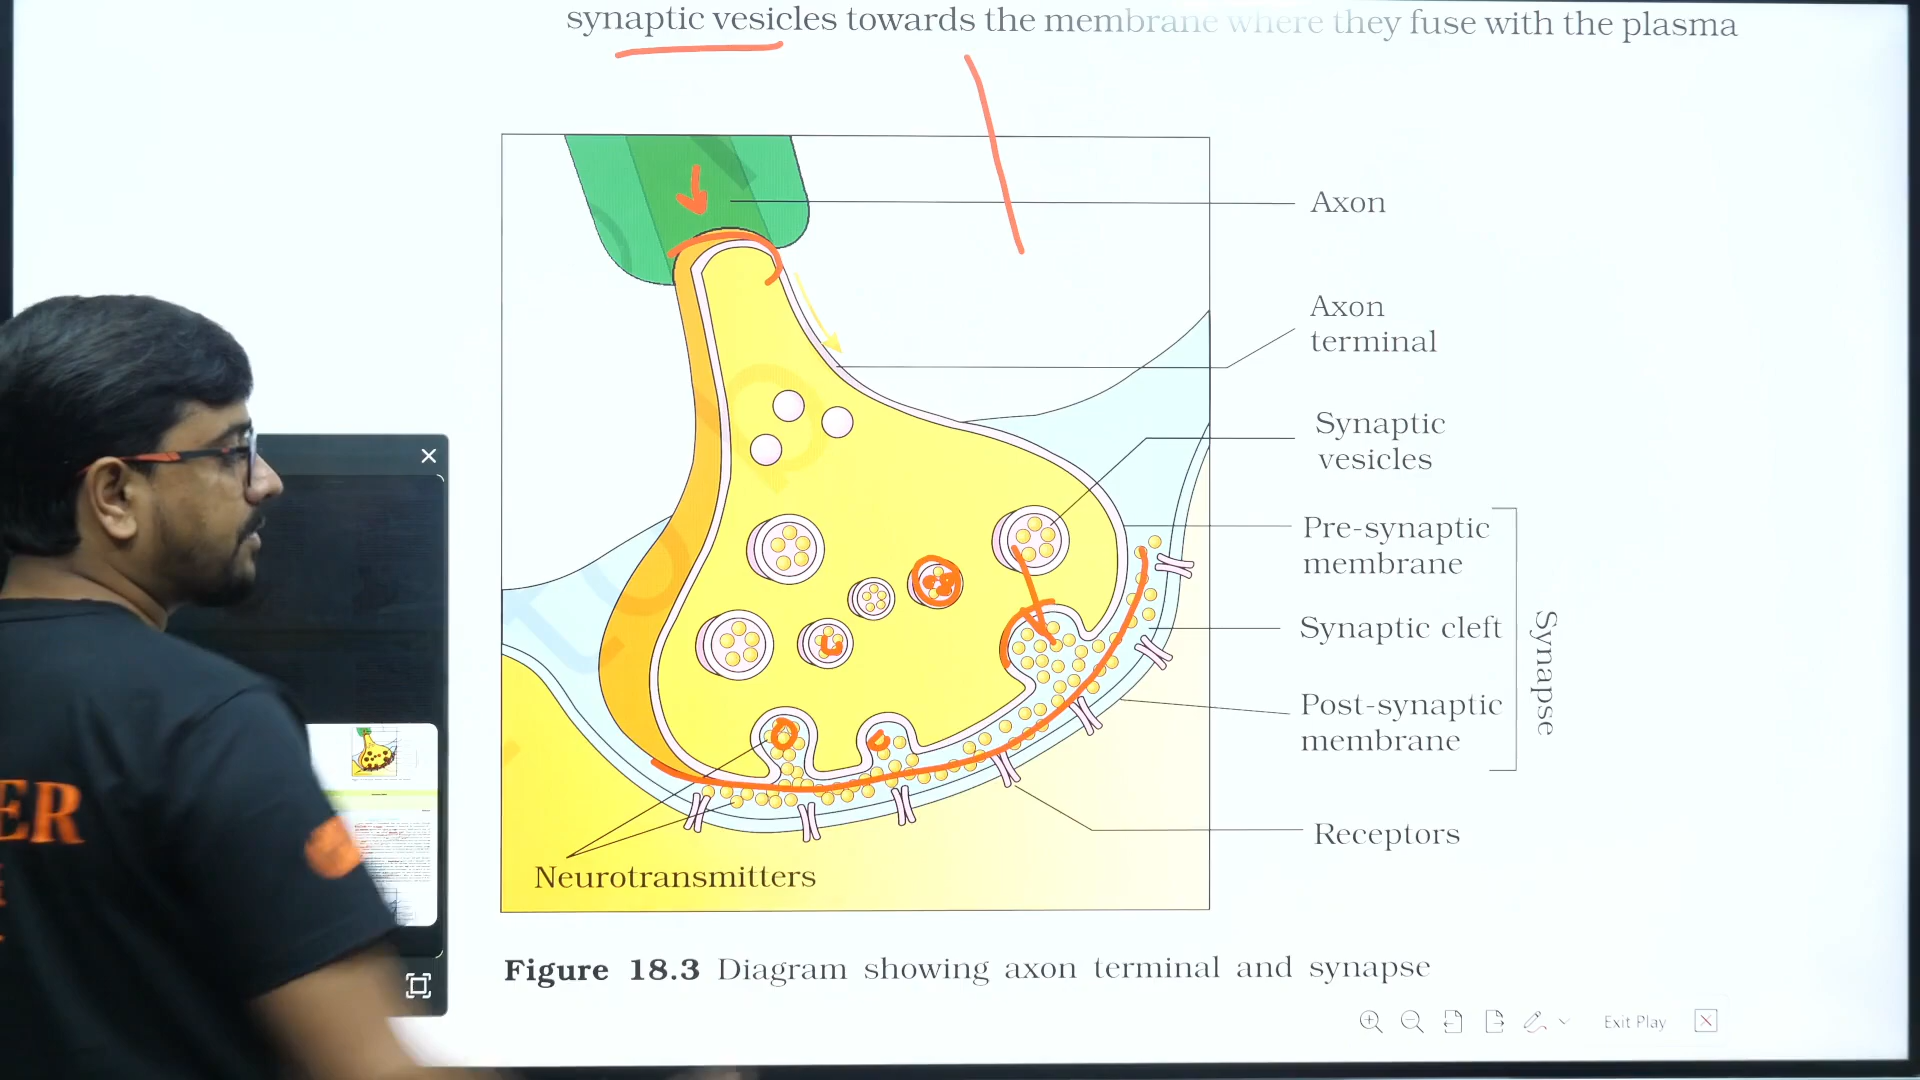 synaptic vesicles towards the membrane where they fuse with the plasma
Axon
Axon
terminal
Synaptic
vesicles
Pre-synaptic
membrane
Synaptic cleft
Post-synaptic
membrane
Synapse
Receptors
Neurotransmitters
Figure 18.3 Diagram showing axon terminal and synapse
Exit Play
ER